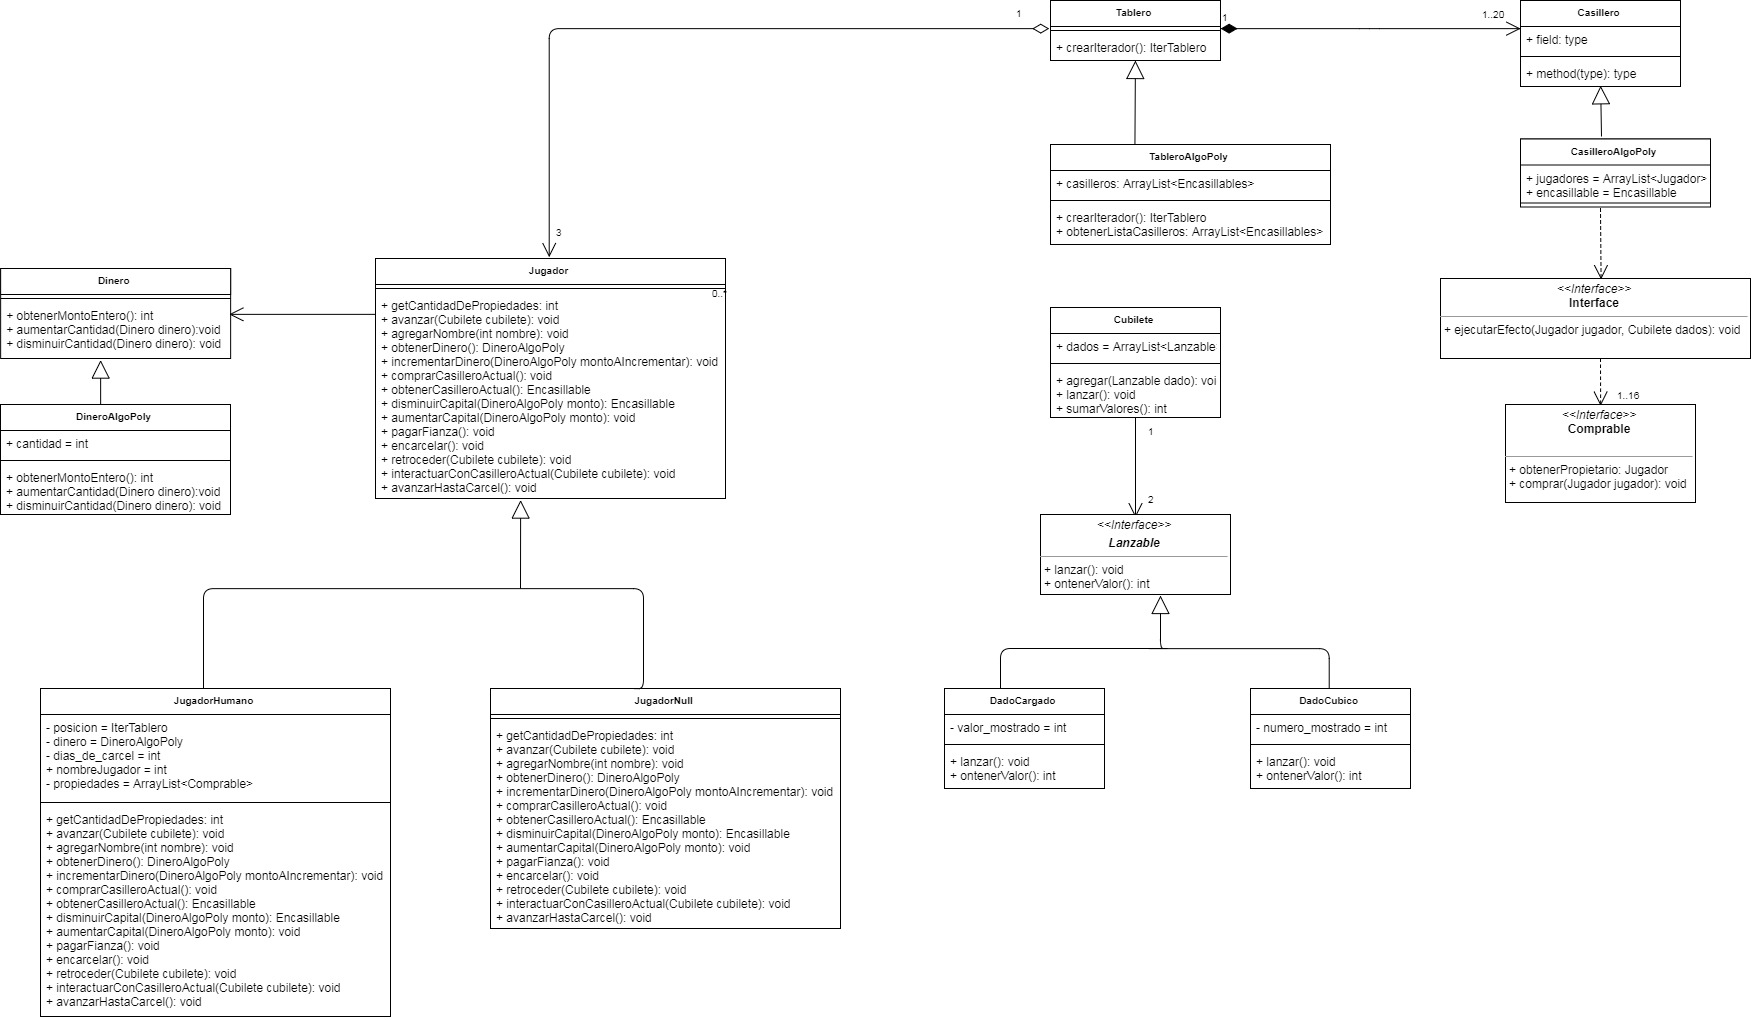 1
Tablero
+ crearIterador(): IterTablero
1
1..20
Casillero
+ field: type
+ method(type): type
TableroAlgoPoly
+ casilleros: ArrayList<Encasillables>
+ crearIterador(): IterTablero
+ obtenerListaCasilleros: ArrayList<Encasillables>
CasilleroAlgoPoly
+ jugadores = ArrayList<Jugador>
+ encasillable = Encasillable
3
Dinero
+ obtenerMontoEntero(): int
+ aumentarCantidad(Dinero dinero):void
+ disminuirCantidad(Dinero dinero): void
Jugador
0..*
+ getCantidadDePropiedades: int
+ avanzar(Cubilete cubilete): void
+ agregarNombre(int nombre): void
+ obtenerDinero(): DineroAlgoPoly
+ incrementarDinero(DineroAlgoPoly montoAIncrementar): void
+ comprarCasilleroActual(): void
+ obtenerCasilleroActual(): Encasillable
+ disminuirCapital(DineroAlgoPoly monto): Encasillable
+ aumentarCapital(DineroAlgoPoly monto): void
+ pagarFianza(): void
+ encarcelar(): void
+ retroceder(Cubilete cubilete): void
+ interactuarConCasilleroActual(Cubilete cubilete): void
+ avanzarHastaCarcel(): void
Cubilete
+ dados = ArrayList<Lanzable
+ agregar(Lanzable dado): voi
+ lanzar(): void
+ sumarValores(): int
<<Interface>>
Interface
+ ejecutarEfecto(Jugador jugador, Cubilete dados): void
1..16
<<Interface>>
Comprable
+ obtenerPropietario: Jugador
+ comprar(Jugador jugador): void
DineroAlgoPoly
+ cantidad = int
+ obtenerMontoEntero(): int
+ aumentarCantidad(Dinero dinero):void
+ disminuirCantidad(Dinero dinero): void
1
2
<<Interface>>
Lanzable
+ lanzar(): void
+ ontenerValor(): int
JugadorHumano
- posicion = IterTablero
- dinero = DineroAlgoPoly
- dias_de_carcel = int
+ nombreJugador = int
- propiedades = ArrayList<Comprable>
+ getCantidadDePropiedades: int
+ avanzar(Cubilete cubilete): void
+ agregarNombre(int nombre): void
+ obtenerDinero(): DineroAlgoPoly
+ incrementarDinero(DineroAlgoPoly montoAIncrementar): void
+ comprarCasilleroActual(): void
+ obtenerCasilleroActual(): Encasillable
+ disminuirCapital(DineroAlgoPoly monto): Encasillable
+ aumentarCapital(DineroAlgoPoly monto): void
+ pagarFianza(): void
+ encarcelar(): void
+ retroceder(Cubilete cubilete): void
+ interactuarConCasilleroActual(Cubilete cubilete): void
+ avanzarHastaCarcel(): void
JugadorNull
+ getCantidadDePropiedades: int
+ avanzar(Cubilete cubilete): void
+ agregarNombre(int nombre): void
+ obtenerDinero(): DineroAlgoPoly
+ incrementarDinero(DineroAlgoPoly montoAIncrementar): void
+ comprarCasilleroActual(): void
+ obtenerCasilleroActual(): Encasillable
+ disminuirCapital(DineroAlgoPoly monto): Encasillable
+ aumentarCapital(DineroAlgoPoly monto): void
+ pagarFianza(): void
+ encarcelar(): void
+ retroceder(Cubilete cubilete): void
+ interactuarConCasilleroActual(Cubilete cubilete): void
+ avanzarHastaCarcel(): void
DadoCargado
- valor_mostrado = int
+ lanzar(): void
+ ontenerValor(): int
DadoCubico
- numero_mostrado = int
+ lanzar(): void
+ ontenerValor(): int